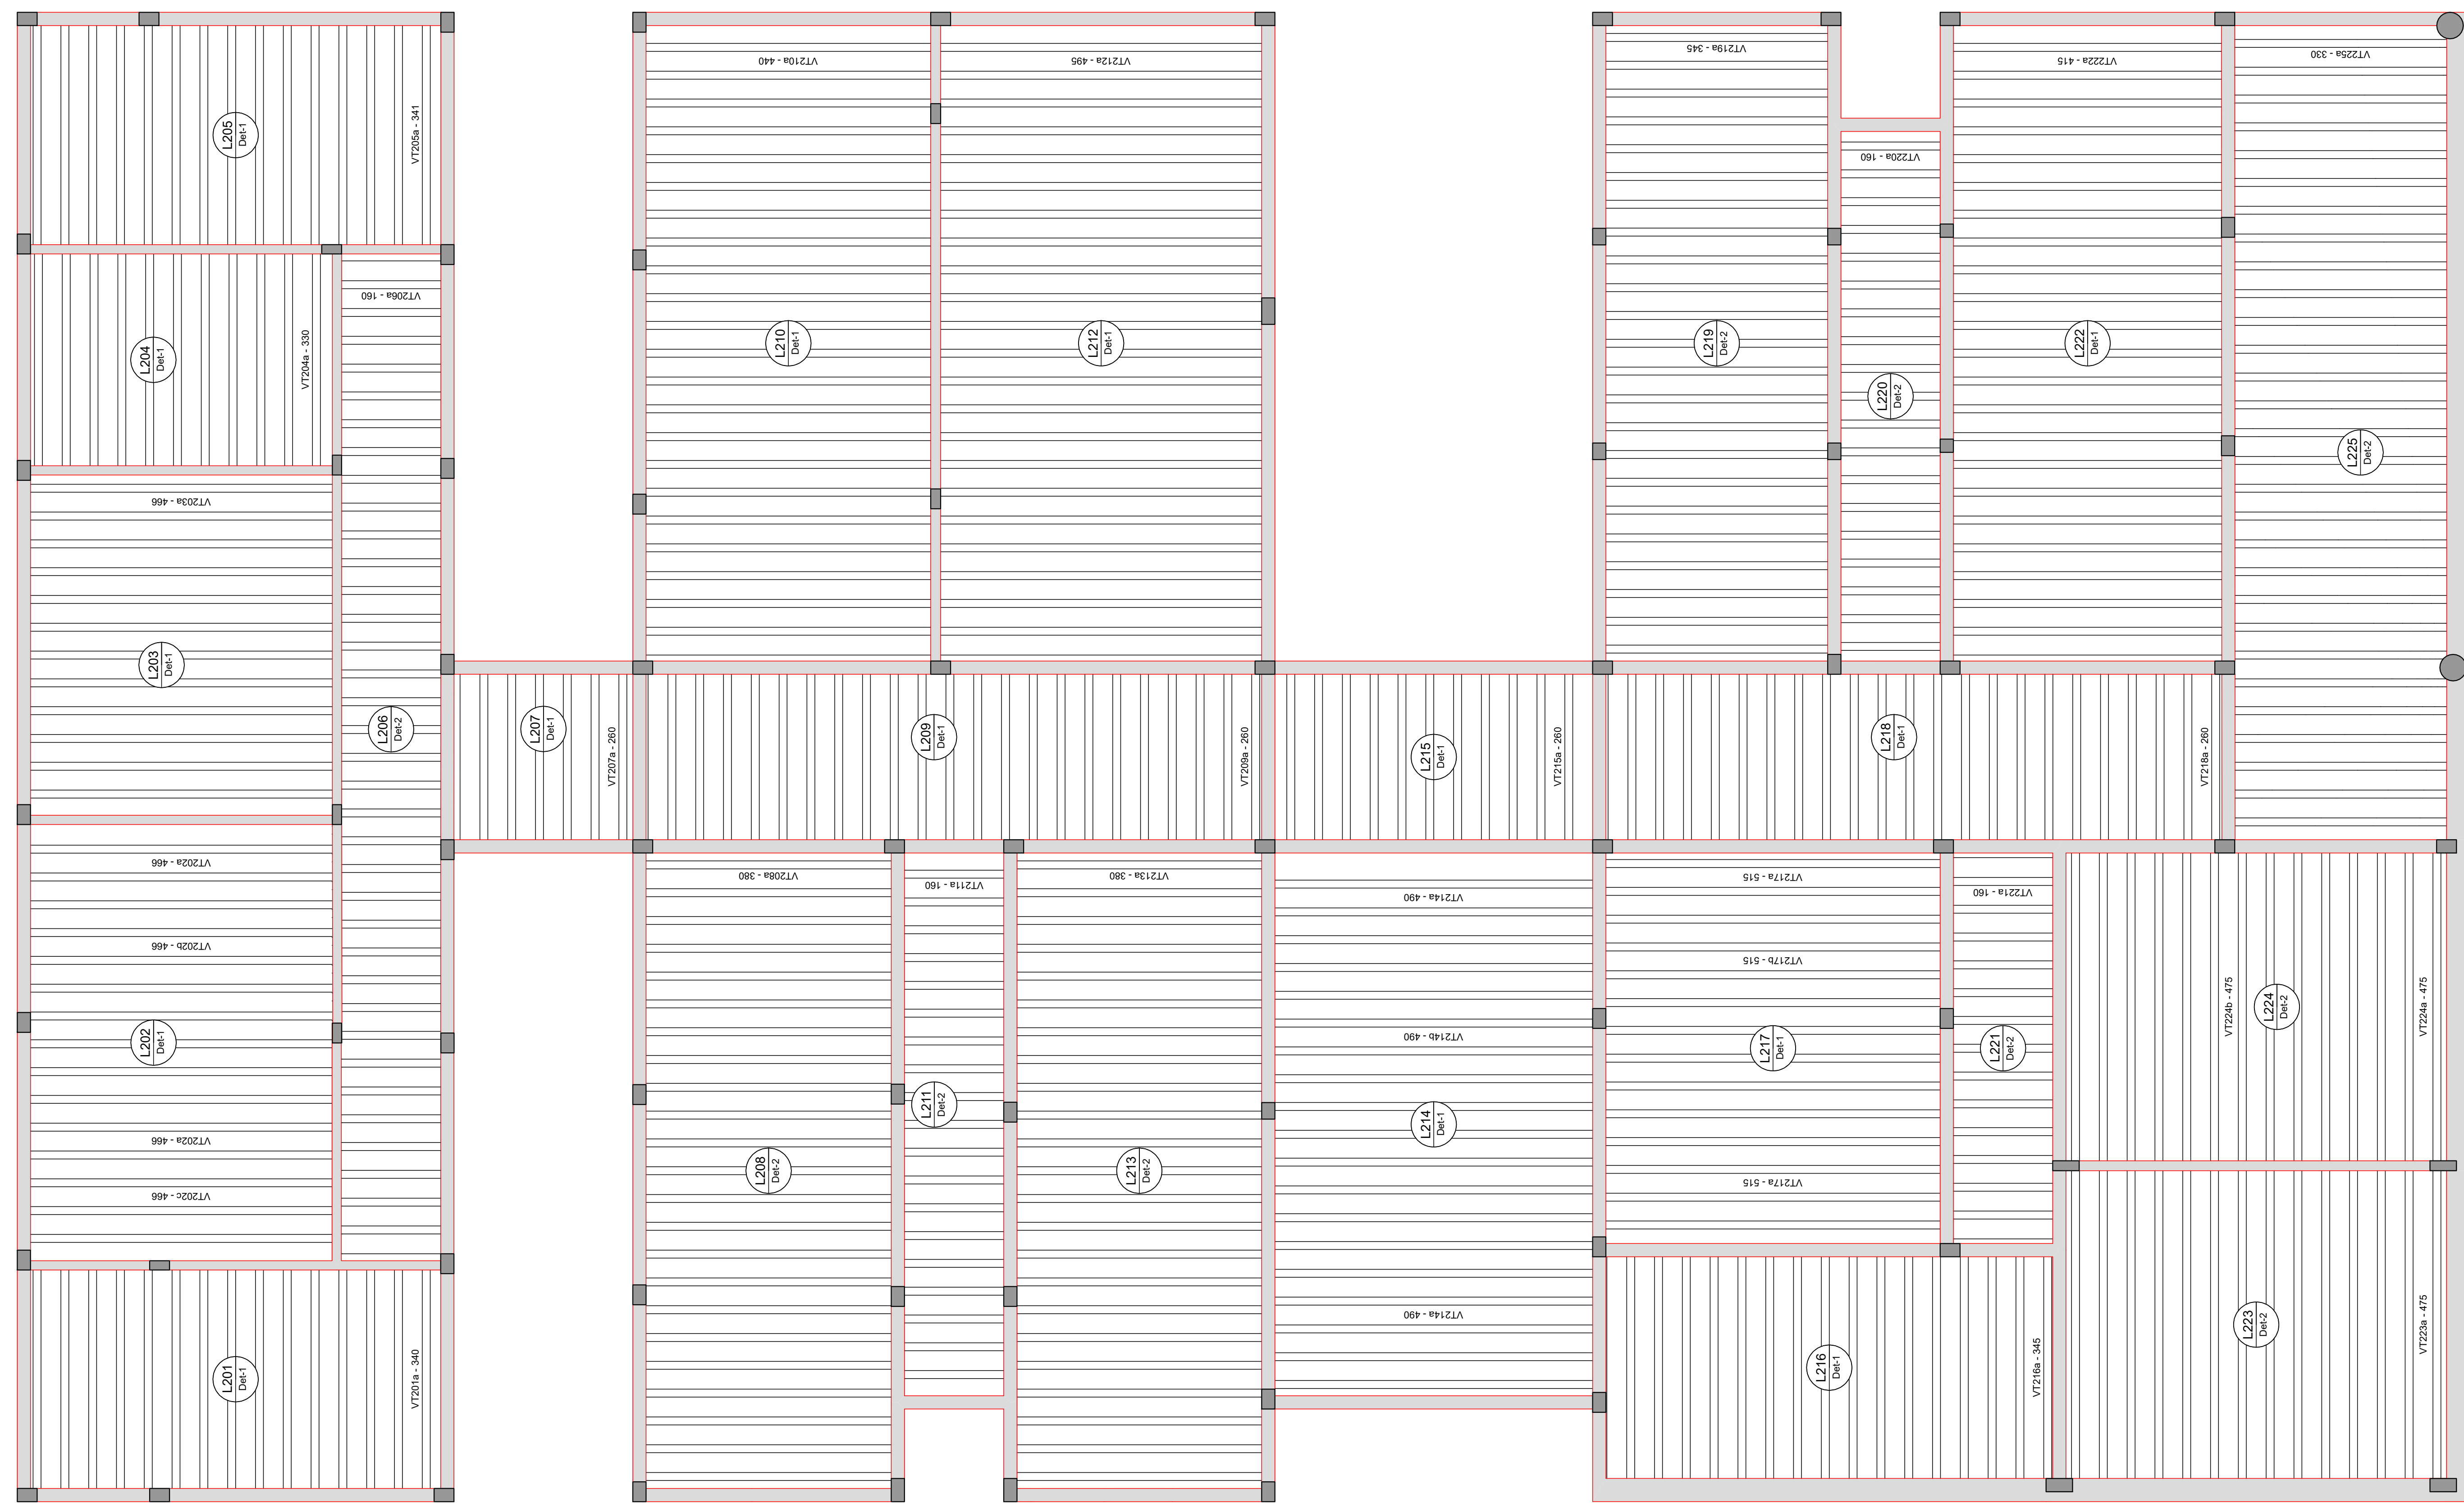 L205
Det-1
VT205a - 341
VT206a - 160
L204
Det-1
VT204a - 330
VT203a - 466
L203
Det-1
L206
Det-2
VT202a - 466
VT202b - 466
L202
Det-1
VT202a - 466
VT202c - 466
L201
Det-1
VT201a - 340
L207
Det-1
VT207a - 260
VT210a - 440
L210
Det-1
VT212a - 495
L212
Det-1
L209
Det-1
VT209a - 260
VT208a - 380
L208
Det-2
VT211a - 160
L211
Det-2
VT213a - 380
L213
Det-2
L215
Det-1
VT215a - 260
VT214a - 490
VT214b - 490
L214
Det-1
VT214a - 490
VT219a - 345
L219
Det-2
VT220a - 160
L220
Det-2
VT222a - 415
L222
Det-1
VT225a - 330
L225
Det-2
L218
Det-1
VT218a - 260
VT217a - 515
VT217b - 515
L217
Det-1
VT217a - 515
VT221a - 160
L221
Det-2
VT224b - 475
L224
Det-2
VT224a - 475
L216
Det-1
VT216a - 345
L223
Det-2
VT223a - 475